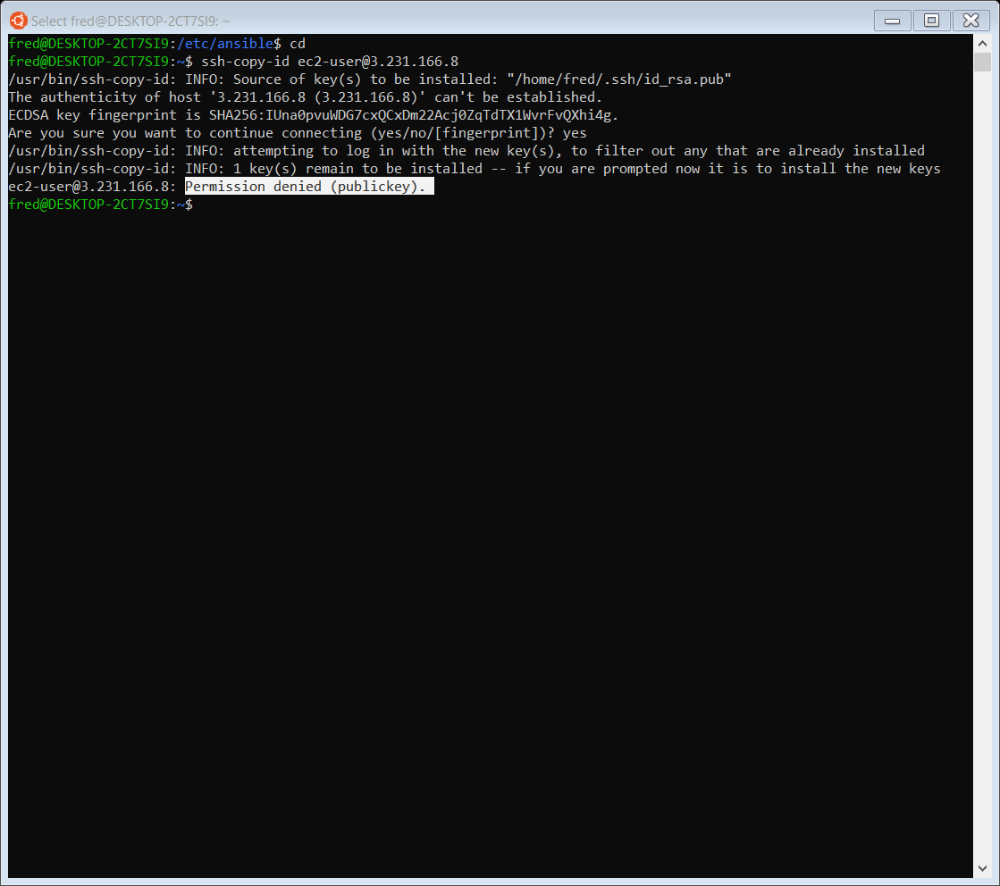 Select fred@DESKTOP-2CT7SI9: ~
fred@DESKTOP-2CT7SI9:/etc/ansible$ cd
fred@DESKTOP-2CT7SI9:~$ ssh-copy-id ec2-user@3.231.166.8
/usr/bin/ssh-copy-id: INFO: Source of key(s) to be installed: "/home/fred/.ssh/id_rsa.pub"
The authenticity of host '3.231.166.8 (3.231.166.8)' can't be established.
ECDSA key fingerprint is SHA256:IUna0pvuWDG7cxQCxDm22Acj0ZqTdTX1WvrFvQXhi4g.
Are you sure you want to continue connecting (yes/no/[fingerprint])? yes
/usr/bin/ssh-copy-id: INFO: attempting to log in with the new key(s), to filter out any that are already installed
/usr/bin/ssh-copy-id: INFO: 1 key(s) remain to be installed -- if you are prompted now it is to install the new keys
ec2-user@3.231.166.8: Permission denied (publickey).
fred@DESKTOP-2CT7SI9:~$